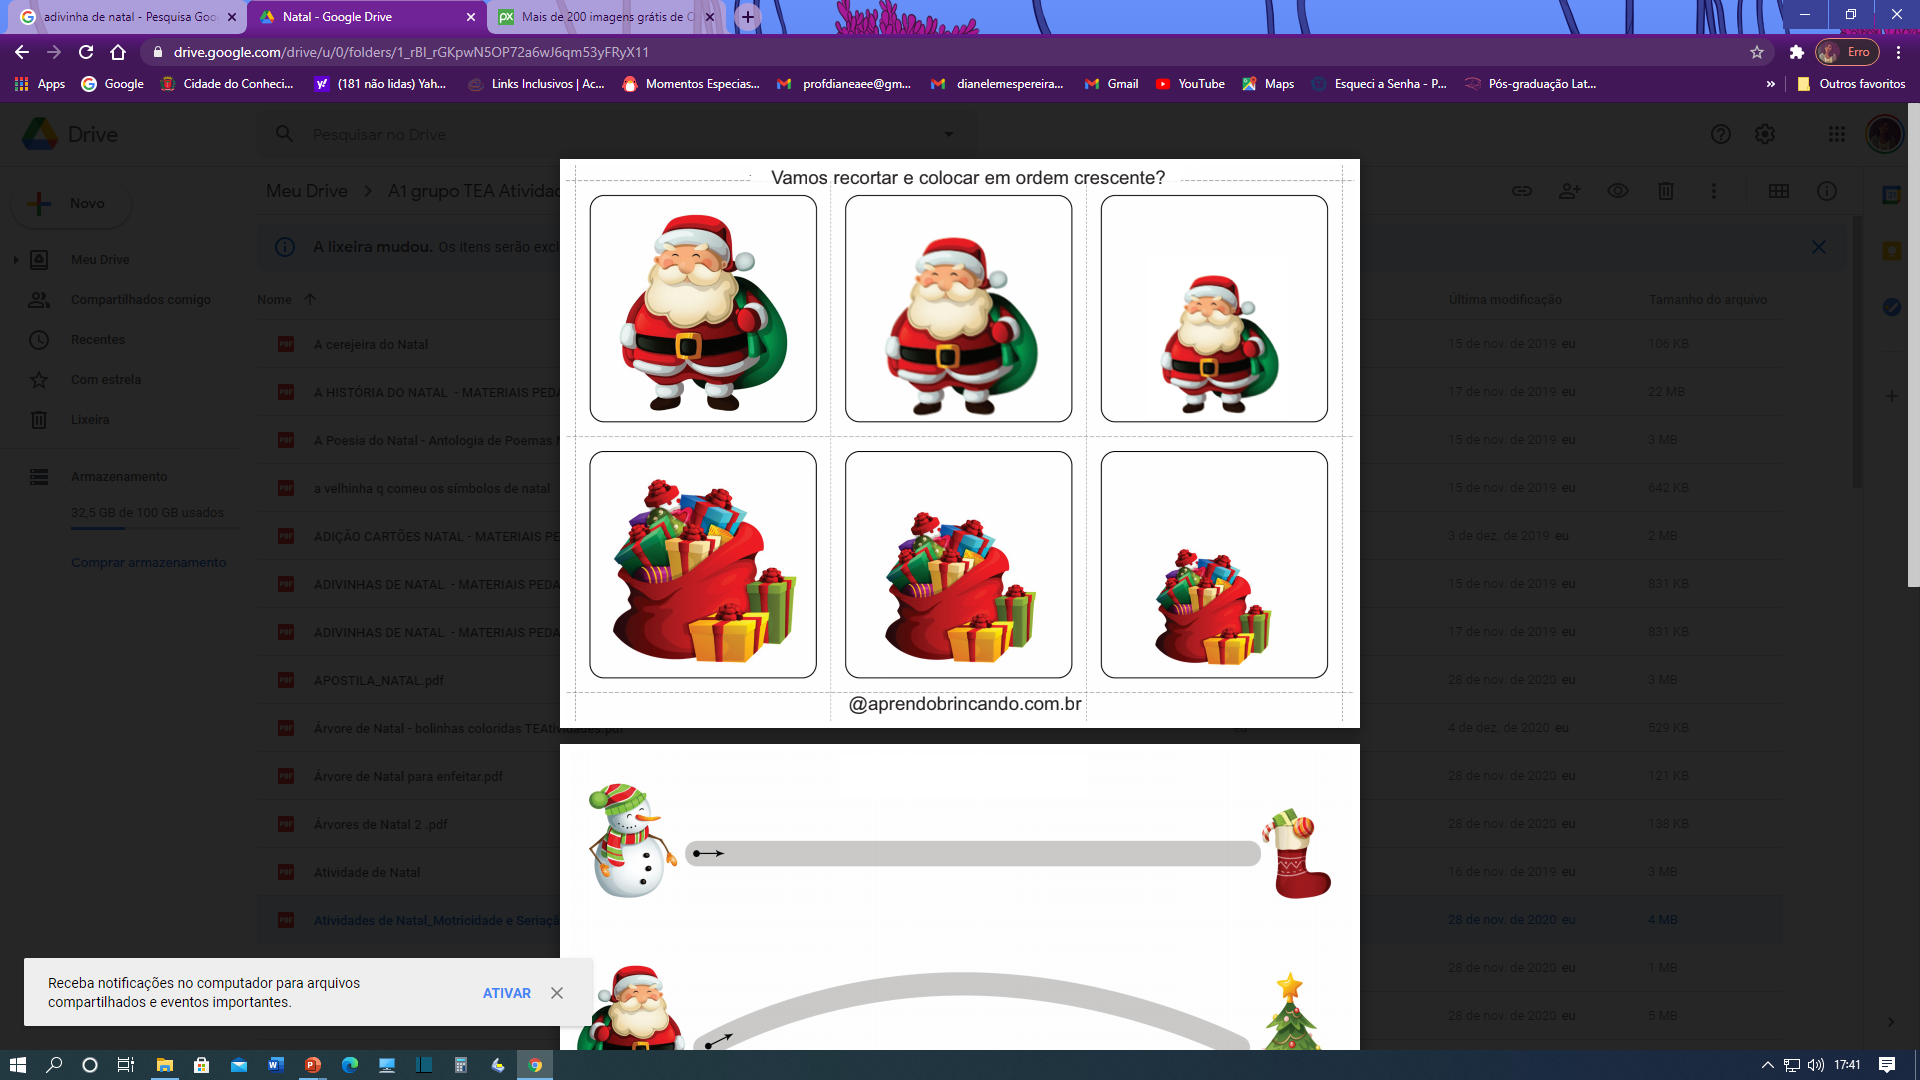 adivinha de natal - Pesquisa Goo
Natal - Google Drive
Mais de 200 imagens grátis de
drive.google.com/drive/u/0/folders/1_rBI_rGKpwN5OP72a6wJ6qm53yFRyX11
Erro
Apps
Google
Cidade do Conheci...
(181 não lidas) Yah...
Links Inclusivos | Ac...
Momentos Especias...
profdianeaee@gm...
dianelemespereira...
Gmail
YouTube
Maps
Esqueci a Senha - P...
Pós-graduação Lat...
»
Outros favoritos
Drive
Pesquisar no Drive
Meu Drive > A1 grupo TEA Atividad
Novo
A lixeira mudou. Os itens serão excl
Meu Drive
Compartilhados comigo
Recentes
Com estrela
Lixeira
Armazenamento
32,5 GB de 100 GB usados
Comprar armazenamento
Nome
Última modificação
Tamanho do arquivo
A cerejeira do Natal
15 de nov. de 2019 eu
106 KB
A HISTÓRIA DO NATAL - MATERIAIS PEDA
17 de nov. de 2019 eu
22 MB
A Poesia do Natal - Antologia de Poemas
15 de nov. de 2019 eu
3 MB
a velhinha q comeu os símbolos de natal
15 de nov. de 2019 eu
642 KB
ADIÇÃO CARTÕES NATAL - MATERIAIS PE
3 de dez. de 2019 eu
2 MB
ADIVINHAS DE NATAL - MATERIAIS PEDA
15 de nov. de 2019 eu
831 KB
ADIVINHAS DE NATAL - MATERIAIS PEDA
17 de nov. de 2019 eu
831 KB
APOSTILA_NATAL.pdf
28 de nov. de 2020 eu
3 MB
Árvore de Natal - bolinhas coloridas TEAtividades.pdf
eu
4 de dez. de 2019 eu
529 KB
Árvore de Natal para enfeitar.pdf
28 de nov. de 2020 eu
121 KB
Árvores de Natal 2 .pdf
28 de nov. de 2020 eu
138 KB
Atividade de Natal
16 de nov. de 2019 eu
3 MB
Atividades de Natal_Motricidade e Seriaçã
28 de nov. de 2020 eu
4 MB
28 de nov. de 2020 eu
1 MB
28 de nov. de 2020 eu
5 MB
Vamos recortar e colocar em ordem crescente?
@aprendobrincando.com.br
Receba notificações no computador para arquivos
compartilhados e eventos importantes.
ATIVAR
17:41